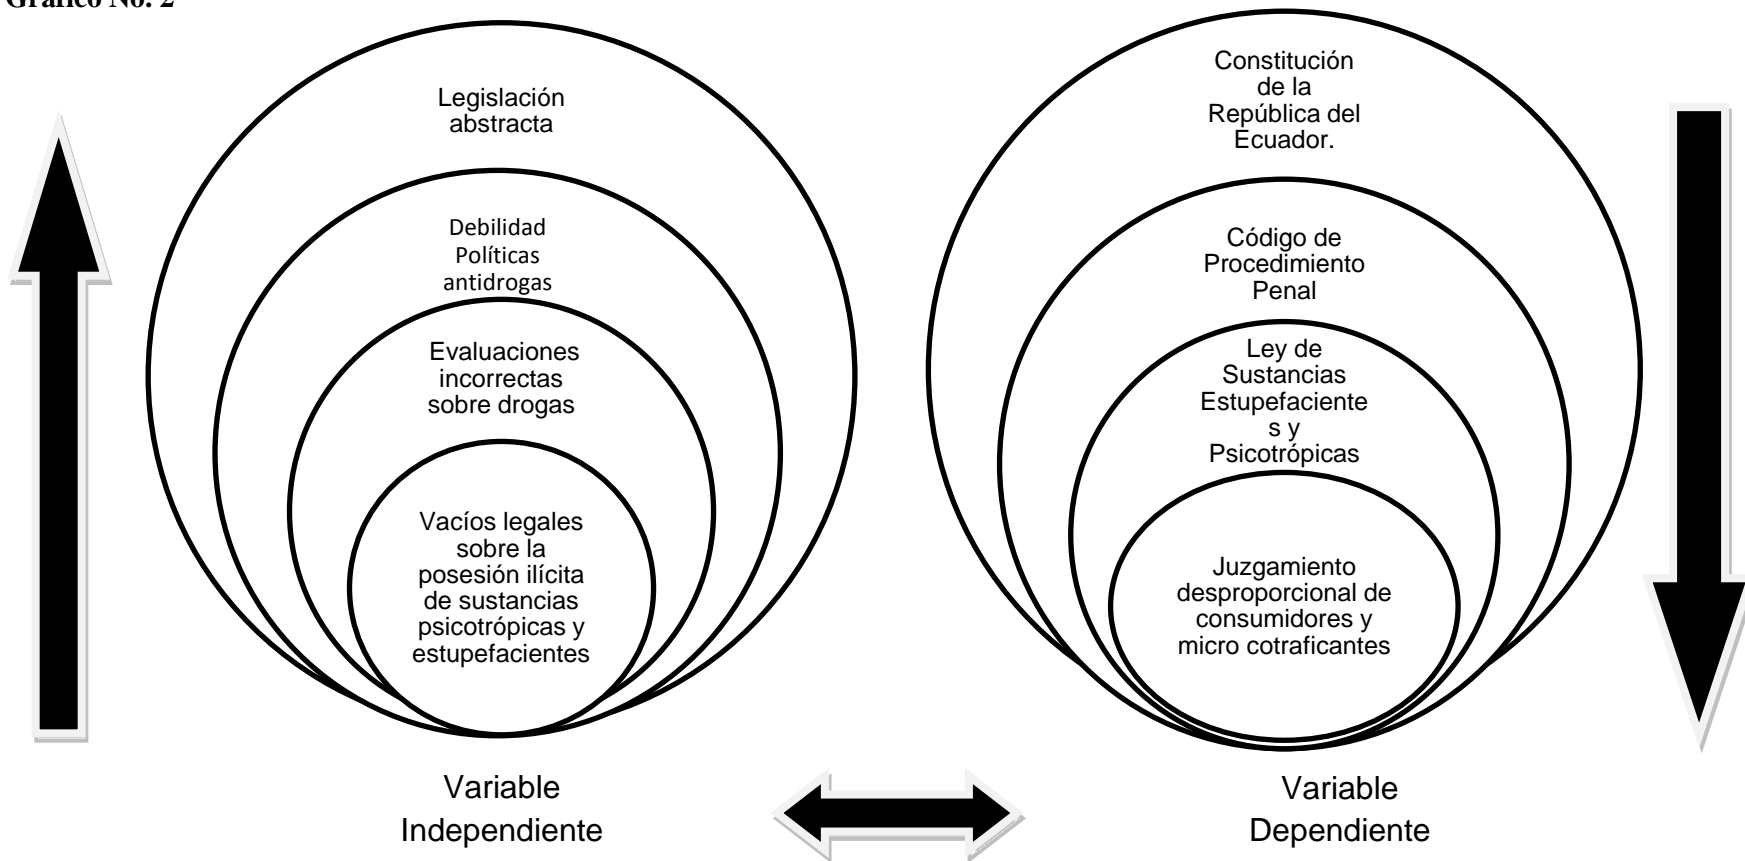 Gráfico No. 2
Legislación
abstracta
Debilidad
Políticas
antidrogas
Evaluaciones
incorrectas
sobre drogas
Vacíos legales
sobre la
posesión ilícita
de sustancias
psicotrópicas y
estupefacientes
Variable
Independiente
Constitución
de la
República del
Ecuador.
Código de
Procedimiento
Penal
Ley de
Sustancias
Estupefaciente
s y
Psicotrópicas
Juzgamiento
desproporcional de
consumidores y
micro cotraficantes
Variable
Dependiente